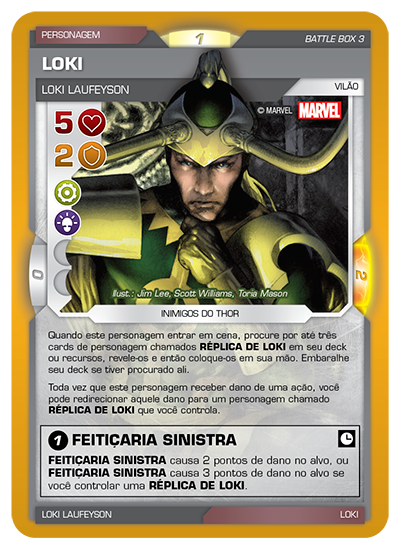 PERSONAGEM
1
BATTLE BOX 3
LOKI
LOKI LAUFEYSON
VILÃO
© MARVEL
MARVEL
5
2
0
2
Illust.: Jim Lee, Scott Williams, Toria Mason
INIMIGOS DO THOR
Quando este personagem entrar em cena, procure por até três
cards de personagem chamados RÉPLICA DE LOKI em seu deck
ou recursos, revele-os e então coloque-os em sua mão. Embaralhe
seu deck se tiver procurado ali.
Toda vez que este personagem receber dano de uma ação, você
pode redirecionar aquele dano para um personagem chamado
RÉPLICA DE LOKI que você controla.
1 FEITIÇARIA SINISTRA
FEITIÇARIA SINISTRA causa 2 pontos de dano no alvo, ou
FEITIÇARIA SINISTRA causa 3 pontos de dano no alvo se
você controlar uma RÉPLICA DE LOKI.
LOKI LAUFEYSON
LOKI